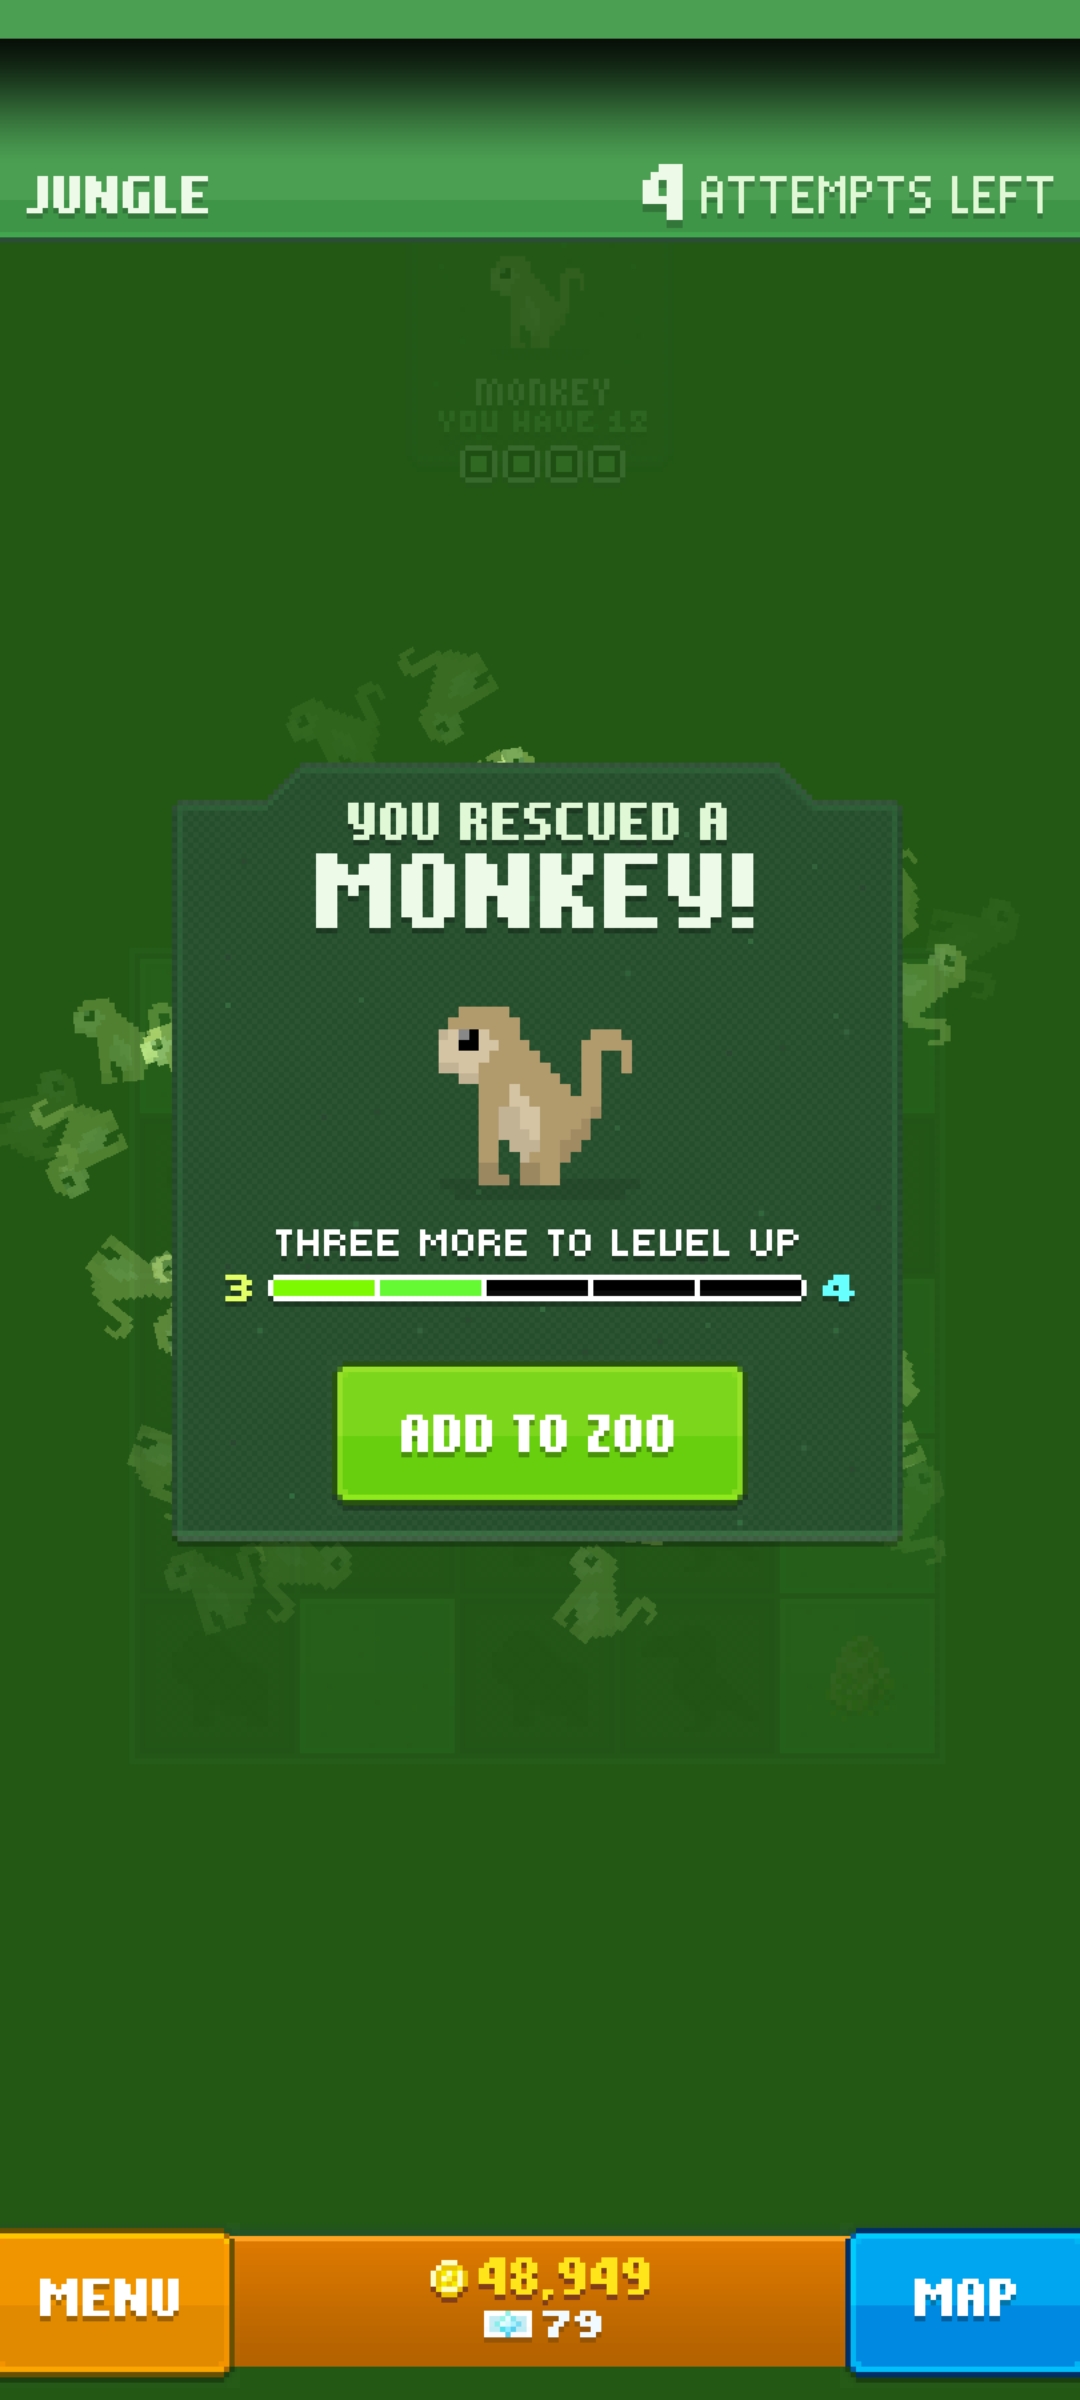 JUNGLE
4 ATTEMPTS LEFT
MONKEY
YOU HAVE
YOU RESCUED A
MONKEY!
THREE MORE TO LEVEL UP
3 4
ADD TO ZOO
MENU
48,949
79
MAP